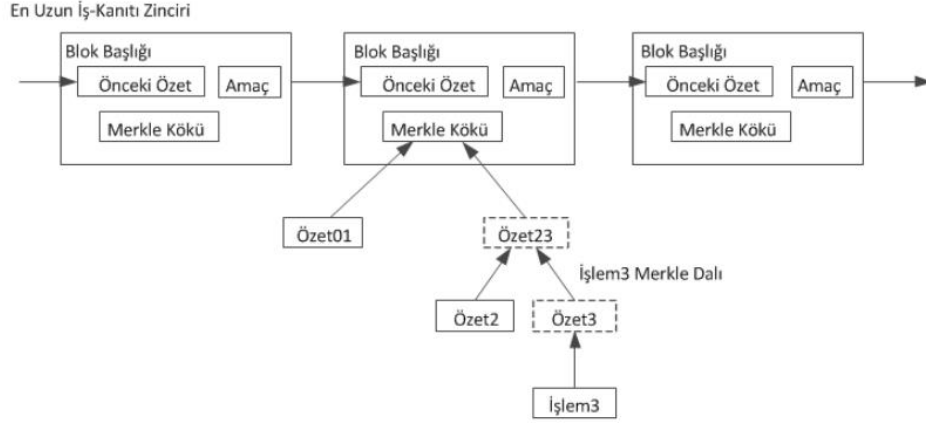 En Uzun İş-Kanıtı Zinciri
Blok Başlığı
Önceki Özet
Amaç
Merkle Kökü
Blok Başlığı
Önceki Özet
Amaç
Merkle Kökü
Blok Başlığı
Önceki Özet
Amaç
Merkle Kökü
Özet01
Özet23
İşlem3 Merkle Dalı
Özet2
Özet3
İşlem3